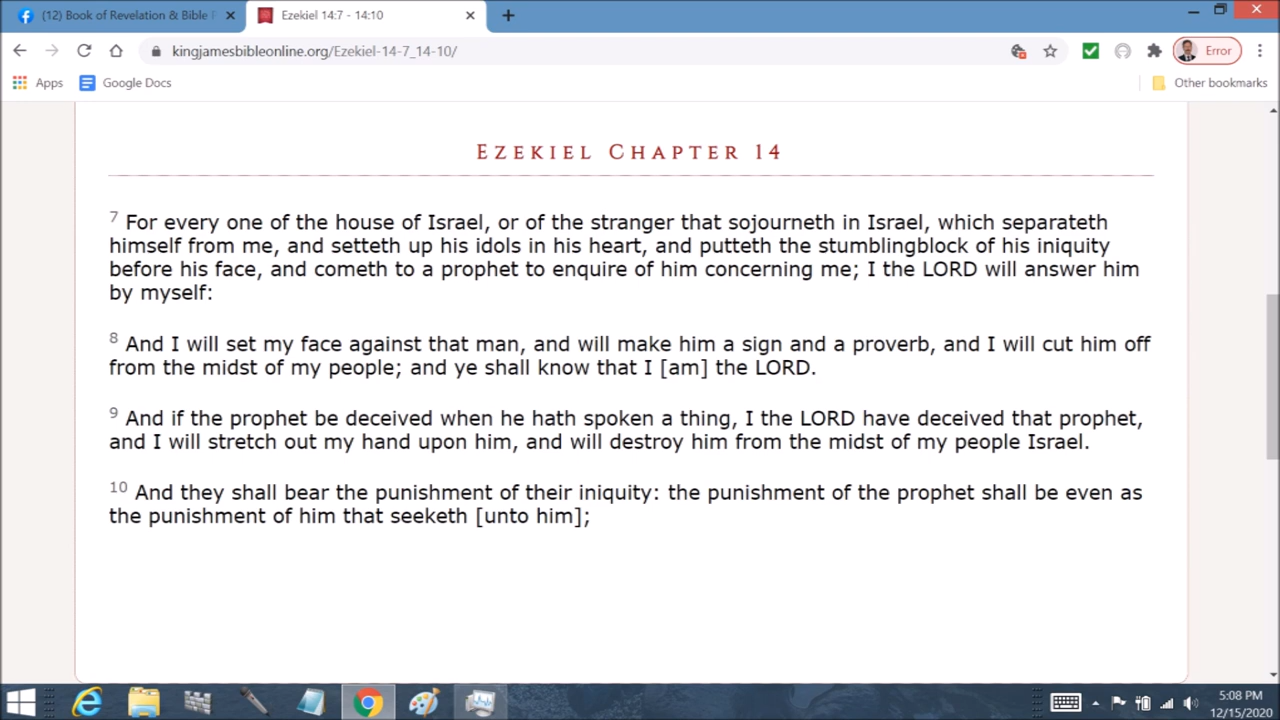 (12) Book of Revelation & Bible P
Ezekiel 14:7 - 14:10
kingjamesbibleonline.org/Ezekiel-14-7_14-10/
Error
Apps
Google Docs
Other bookmarks
EZEKIEL CHAPTER 14
7 For every one of the house of Israel, or of the stranger that sojourneth in Israel, which separateth
himself from me, and setteth up his idols in his heart, and putteth the stumblingblock of his iniquity
before his face, and cometh to a prophet to enquire of him concerning me; I the LORD will answer him
by myself:
8 And I will set my face against that man, and will make him a sign and a proverb, and I will cut him off
from the midst of my people; and ye shall know that I [am] the LORD.
9 And if the prophet be deceived when he hath spoken a thing, I the LORD have deceived that prophet,
and I will stretch out my hand upon him, and will destroy him from the midst of my people Israel.
10 And they shall bear the punishment of their iniquity: the punishment of the prophet shall be even as
the punishment of him that seeketh [unto him];
5:08 PM
12/15/2020